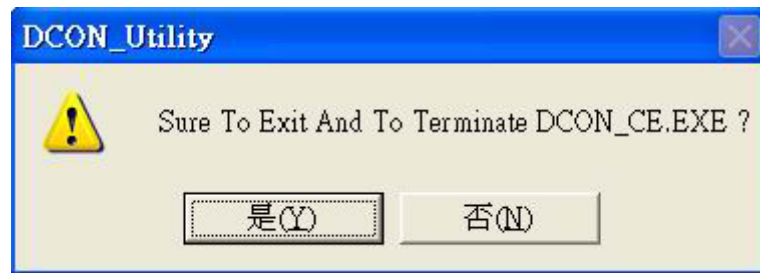 DCON_Utility
Sure To Exit And To Terminate DCON_CE.EXE ?
是(Y) 否(N)